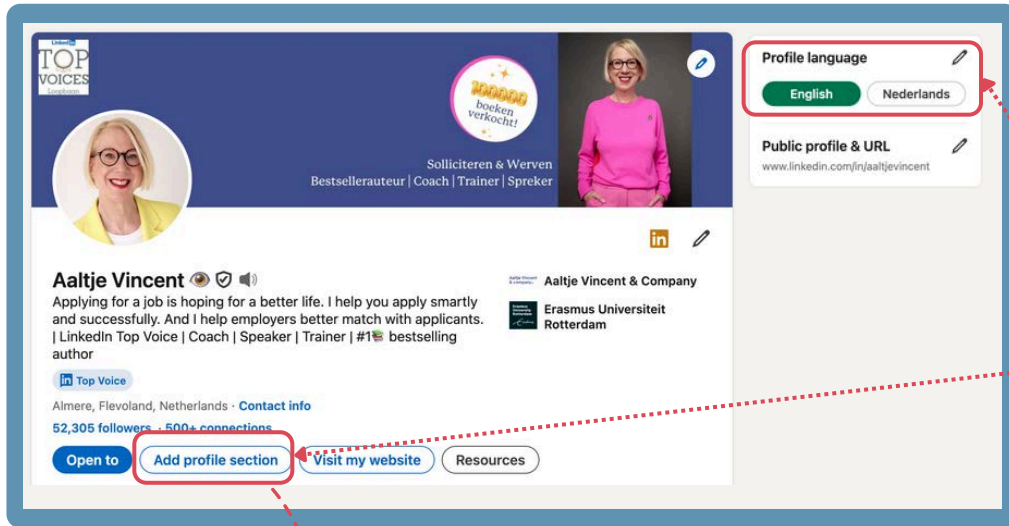 Linked in
TOP
VOICES
Loopbaan
100000
boeken
verkocht!
Solliciteren & Werven
Bestsellerauteur | Coach | Trainer | Spreker
in
Aaltje Vincent
Applying for a job is hoping for a better life. I help you apply smartly
and successfully. And I help employers better match with applicants.
| LinkedIn Top Voice | Coach | Speaker | Trainer | #1 bestselling
author
in Top Voice
Almere, Flevoland, Netherlands · Contact info
52,305 followers · 500+ connections
Open to
Add profile section
Visit my website
Resources
Aaltje Vincent & Company
Erasmus Universiteit
Rotterdam
Profile language
English
Nederlands
Public profile & URL
www.linkedin.com/in/aaltjevincent